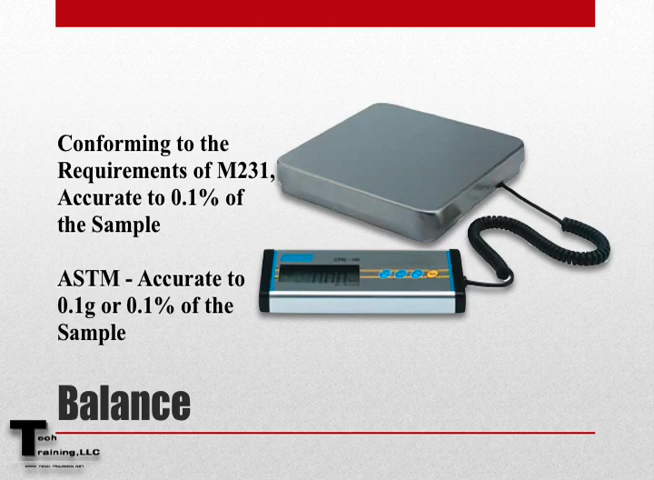 Conforming to the
Requirements of M231,
Accurate to 0.1% of
the Sample
ASTM - Accurate to
0.1g or 0.1% of the
Sample
Balance
Tech
Training,LLC